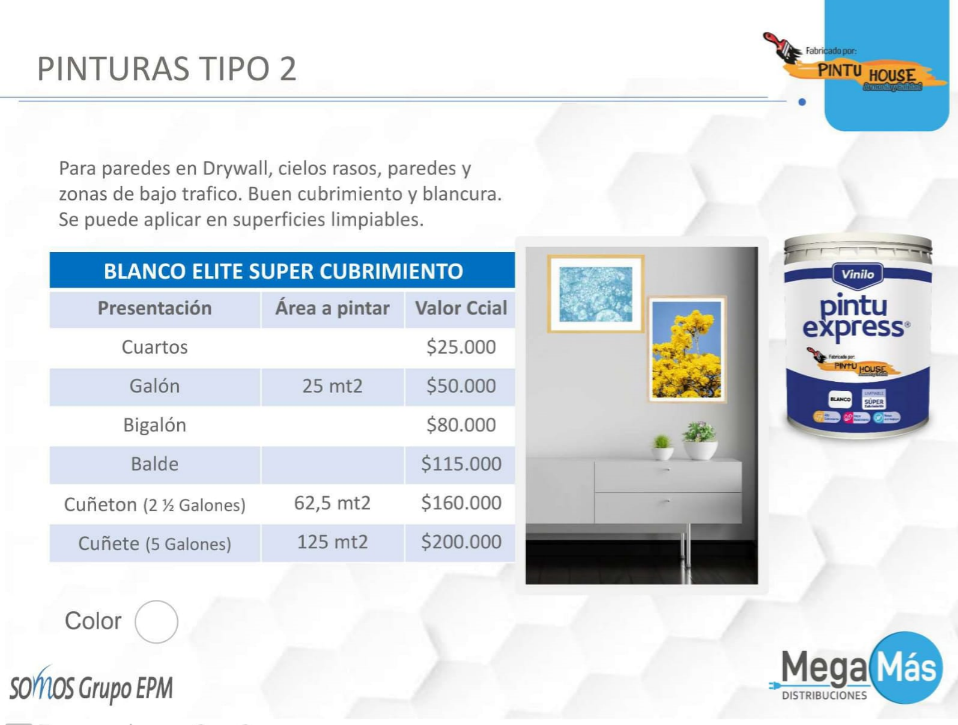 PINTURAS TIPO 2
Fabricado por:
PINTU HOUSE
Para paredes en Drywall, cielos rasos, paredes y
zonas de bajo trafico. Buen cubrimiento y blancura.
Se puede aplicar en superficies limpiables.
BLANCO ELITE SUPER CUBRIMIENTO
Presentación Área a pintar Valor Ccial
Cuartos $25.000
Galón 25 mt2 $50.000
Bigalón $80.000
Balde $115.000
Cuñeton (2 ½ Galones) 62,5 mt2 $160.000
Cuñete (5 Galones) 125 mt2 $200.000
Vinilo
pintu
express®
Fabricado por:
PINTU HOUSE
BLANCO
SÚPER
Color
SOMOS Grupo EPM
Mega Más
DISTRIBUCIONES